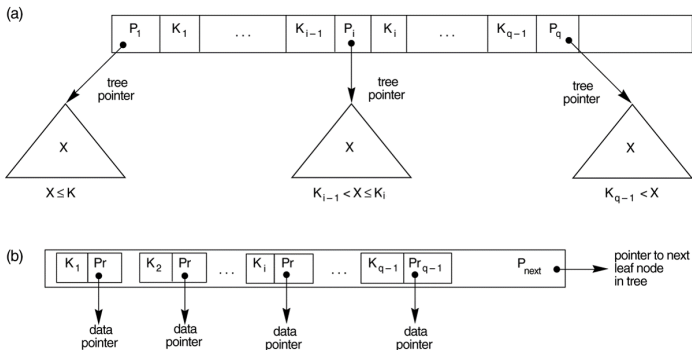 (a)
P1 K1 ... Ki−1 Pi Ki ... Kq−1 Pq
tree pointer
tree pointer
tree pointer
X
X
X
X ≤ K
Ki−1 < X ≤ Ki
Kq−1 < X
(b)
K1 Pr K2 Pr ... Ki Pr ... Kq−1 Prq−1 Pnext
pointer to next
leaf node
in tree
data pointer
data pointer
data pointer
data pointer